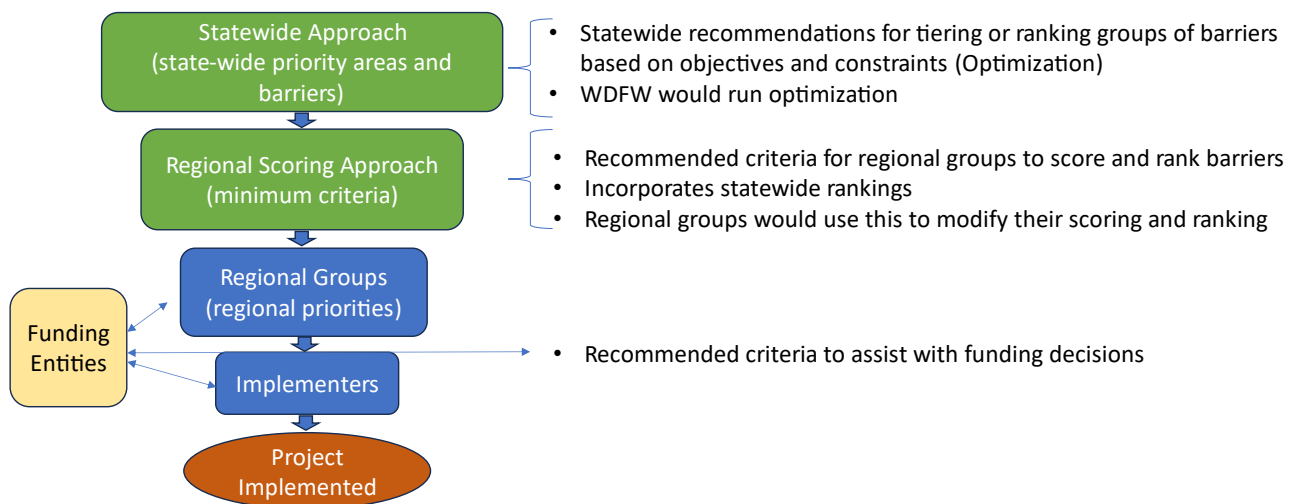 Statewide Approach
(state-wide priority areas and
barriers)
• Statewide recommendations for tiering or ranking groups of barriers
based on objectives and constraints (Optimization)
• WDFW would run optimization
Regional Scoring Approach
(minimum criteria)
• Recommended criteria for regional groups to score and rank barriers
• Incorporates statewide rankings
• Regional groups would use this to modify their scoring and ranking
Regional Groups
(regional priorities)
Funding
Entities
• Recommended criteria to assist with funding decisions
Implementers
Project
Implemented